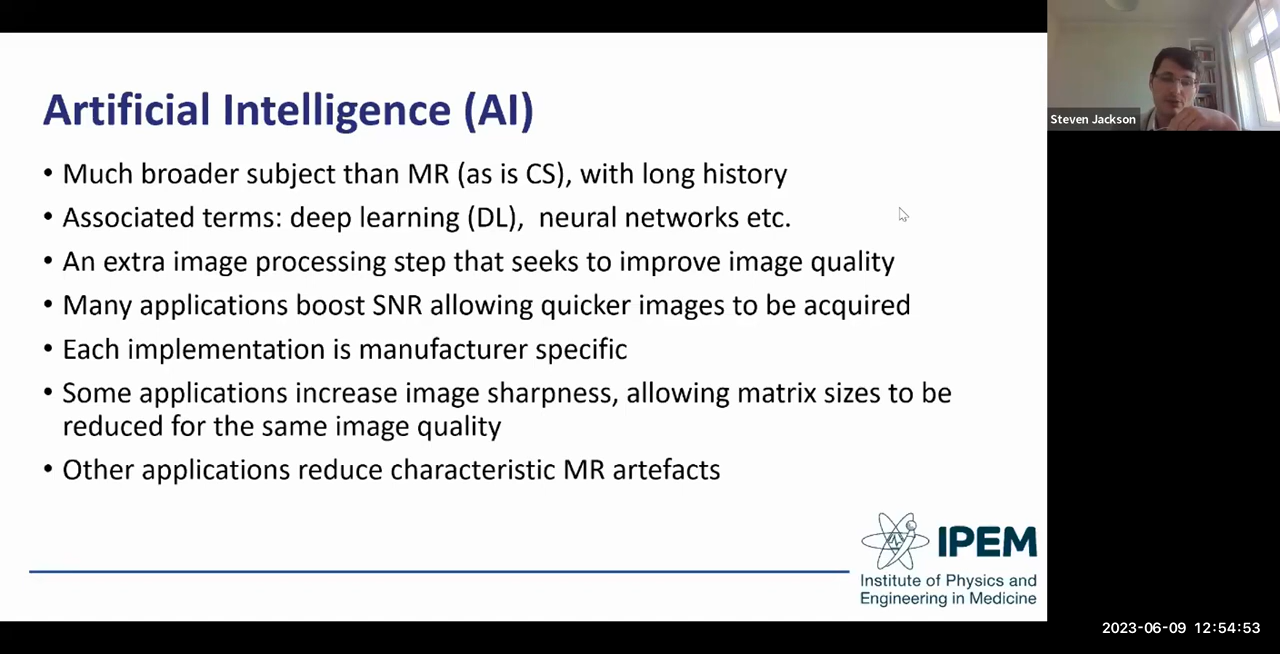 Artificial Intelligence (AI)
• Much broader subject than MR (as is CS), with long history
• Associated terms: deep learning (DL), neural networks etc.
• An extra image processing step that seeks to improve image quality
• Many applications boost SNR allowing quicker images to be acquired
• Each implementation is manufacturer specific
• Some applications increase image sharpness, allowing matrix sizes to be
reduced for the same image quality
• Other applications reduce characteristic MR artefacts
IPEM
Institute of Physics and
Engineering in Medicine
Steven Jackson
2023-06-09 12:54:53